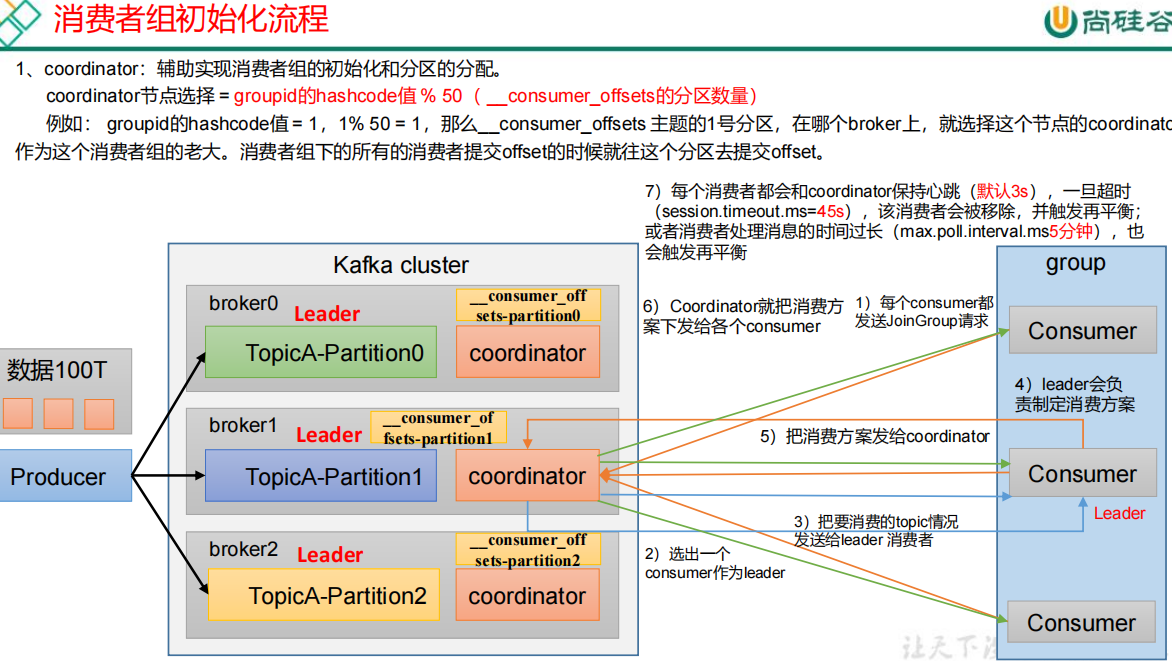 消费者组初始化流程
尚硅谷
1、coordinator：辅助实现消费者组的初始化和分区的分配。
coordinator节点选择 = groupid的hashcode值 % 50（ __consumer_offsets的分区数量）
例如： groupid的hashcode值 = 1，1% 50 = 1，那么__consumer_offsets 主题的1号分区，在哪个broker上，就选择这个节点的coordinato
作为这个消费者组的老大。消费者组下的所有的消费者提交offset的时候就往这个分区去提交offset。
7）每个消费者都会和coordinator保持心跳（默认3s），一旦超时
（session.timeout.ms=45s），该消费者会被移除，并触发再平衡；
或者消费者处理消息的时间过长（max.poll.interval.ms5分钟），也
会触发再平衡
Kafka cluster
group
broker0
Leader
__consumer_off
sets-partition0
TopicA-Partition0
coordinator
6）Coordinator就把消费方
案下发给各个consumer
1）每个consumer都
发送JoinGroup请求
Consumer
数据100T
4）leader会负
责制定消费方案
broker1
Leader
__consumer_of
fsets-partition1
5）把消费方案发给coordinator
Producer
TopicA-Partition1
coordinator
Consumer
Leader
3）把要消费的topic情况
发送给leader 消费者
broker2
Leader
__consumer_off
sets-partition2
2）选出一个
consumer作为leader
TopicA-Partition2
coordinator
Consumer
让天下